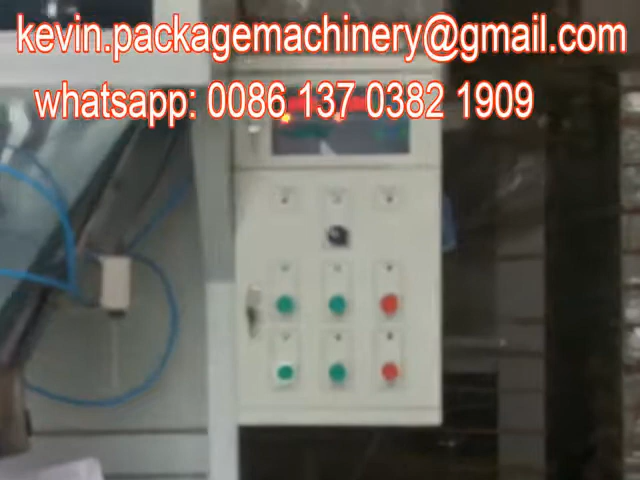 kevin.packagemachinery@gmail.com
whatsapp: 0086 137 0382 1909